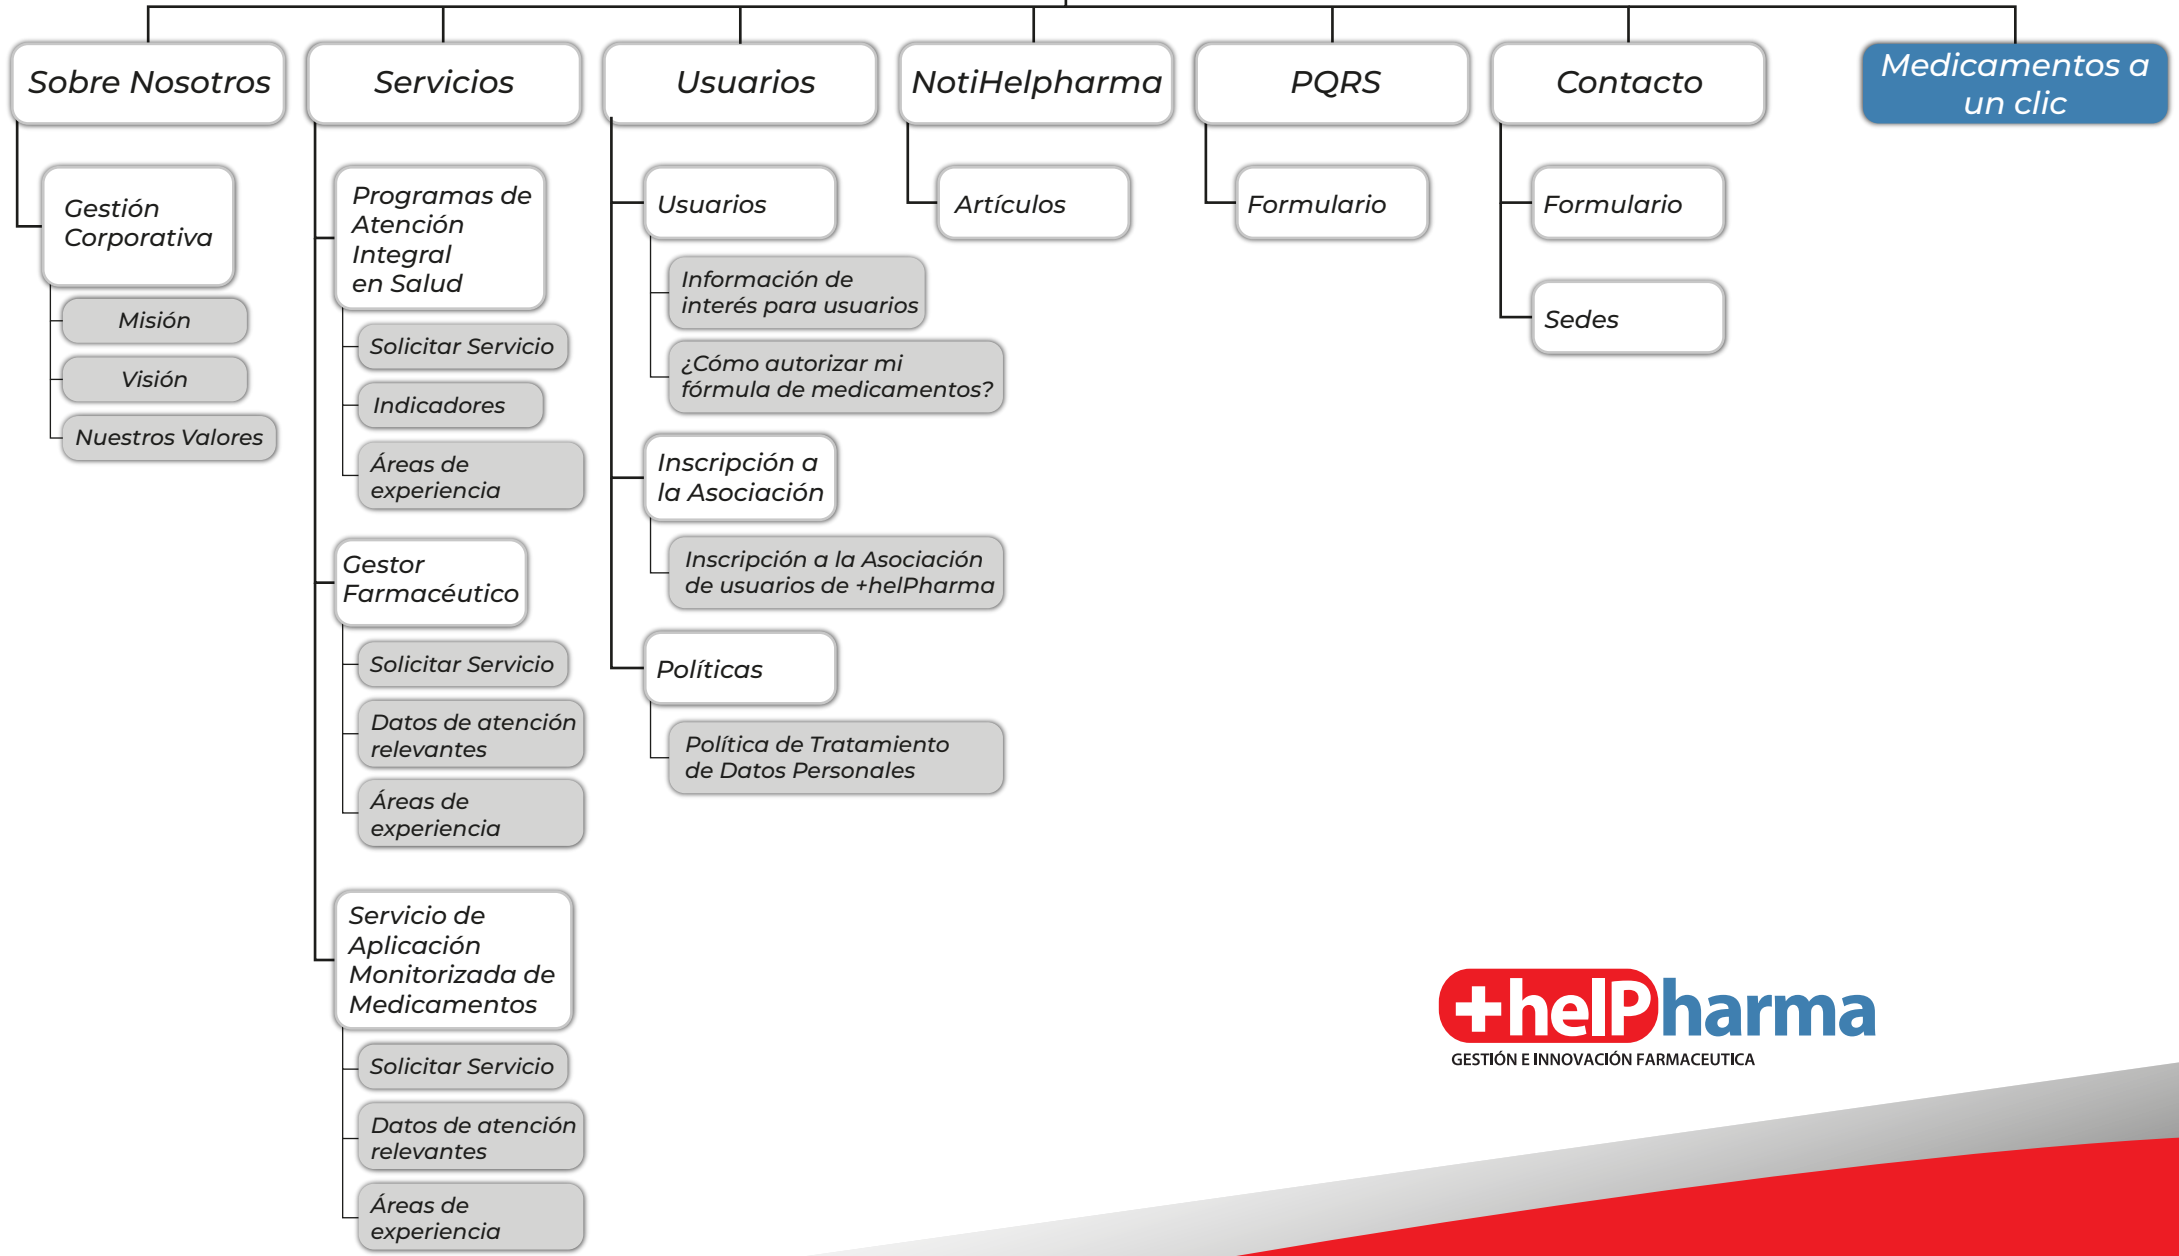 Sobre Nosotros
Servicios
Usuarios
NotiHelpharma
PQRS
Contacto
Medicamentos a
un clic
Gestión
Corporativa
Misión
Visión
Nuestros Valores
Programas de
Atención
Integral
en Salud
Solicitar Servicio
Indicadores
Áreas de
experiencia
Gestor
Farmacéutico
Solicitar Servicio
Datos de atención
relevantes
Áreas de
experiencia
Servicio de
Aplicación
Monitorizada de
Medicamentos
Solicitar Servicio
Datos de atención
relevantes
Áreas de
experiencia
Usuarios
Información de
interés para usuarios
¿Cómo autorizar mi
fórmula de medicamentos?
Inscripción a
la Asociación
Inscripción a la Asociación
de usuarios de +helPharma
Políticas
Política de Tratamiento
de Datos Personales
Artículos
Formulario
Formulario
Sedes
+helPharma
GESTIÓN E INNOVACIÓN FARMACEUTICA